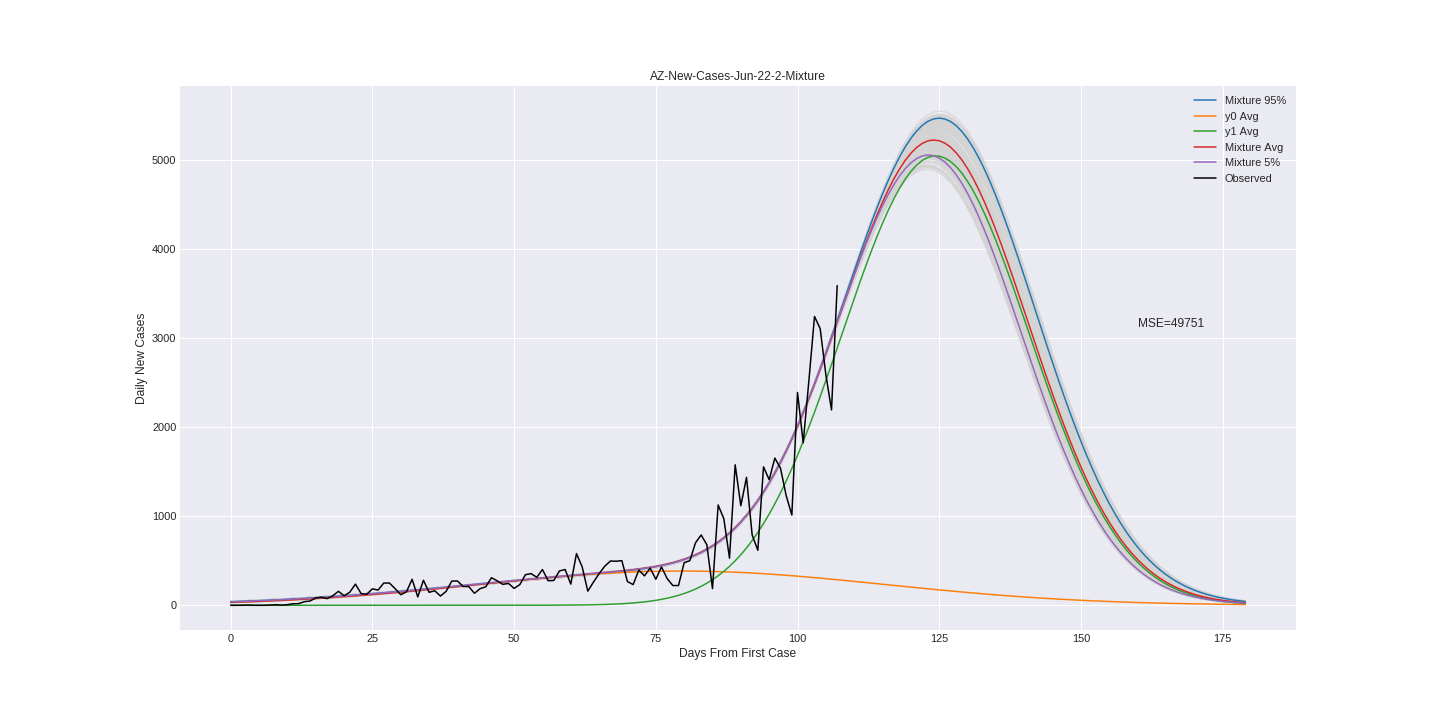 AZ-New-Cases-Jun-22-2-Mixture
Mixture 95%
y0 Avg
y1 Avg
Mixture Avg
Mixture 5%
Observed
MSE=49751
Daily New Cases
5000
4000
3000
2000
1000
0
0 25 50 75 100 125 150 175
Days From First Case